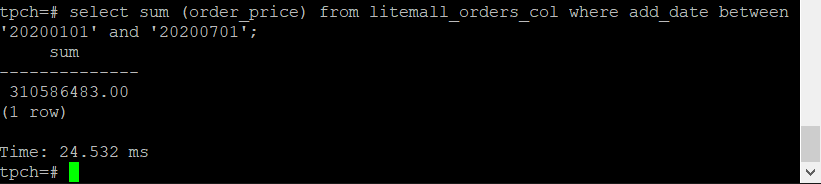 tpch=# select sum (order_price) from litemall_orders_col where add_date between
'20200101' and '20200701';
     sum
--------------
 310586483.00
(1 row)

Time: 24.532 ms
tpch=#